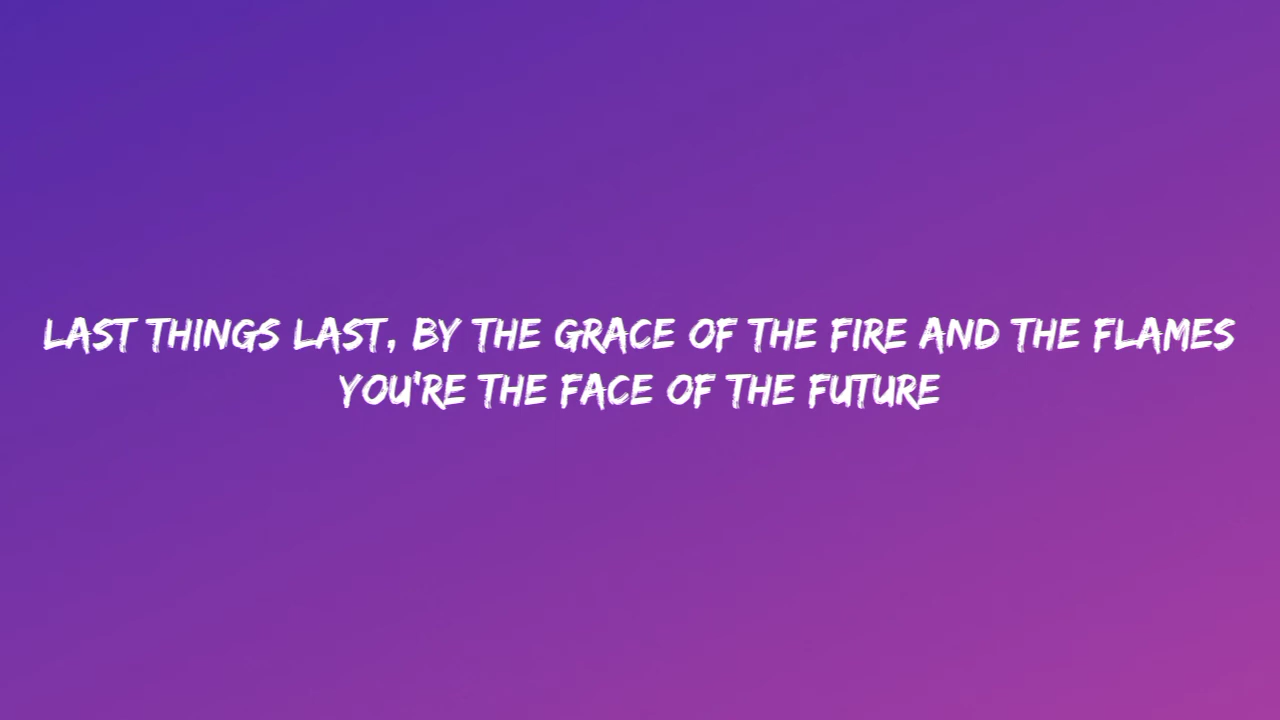 LAST THINGS LAST, BY THE GRACE OF THE FIRE AND THE FLAMES
YOU'RE THE FACE OF THE FUTURE